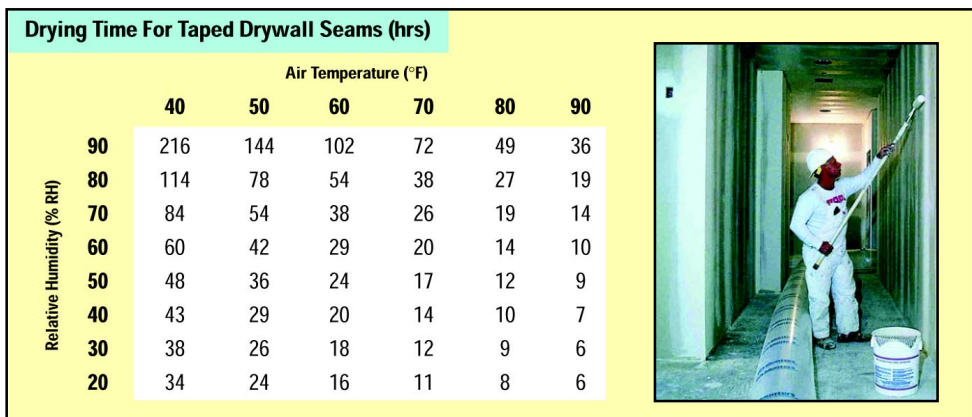 Drying Time For Taped Drywall Seams (hrs)
Air Temperature (°F)
40 50 60 70 80 90
Relative Humidity (% RH)
90 216 144 102 72 49 36
80 114 78 54 38 27 19
70 84 54 38 26 19 14
60 60 42 29 20 14 10
50 48 36 24 17 12 9
40 43 29 20 14 10 7
30 38 26 18 12 9 6
20 34 24 16 11 8 6